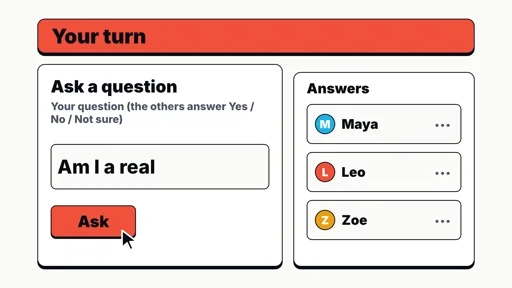 Your turn
Ask a question
Your question (the others answer Yes /
No / Not sure)
Am I a real
Ask
Answers
M Maya ...
L Leo ...
Z Zoe ...